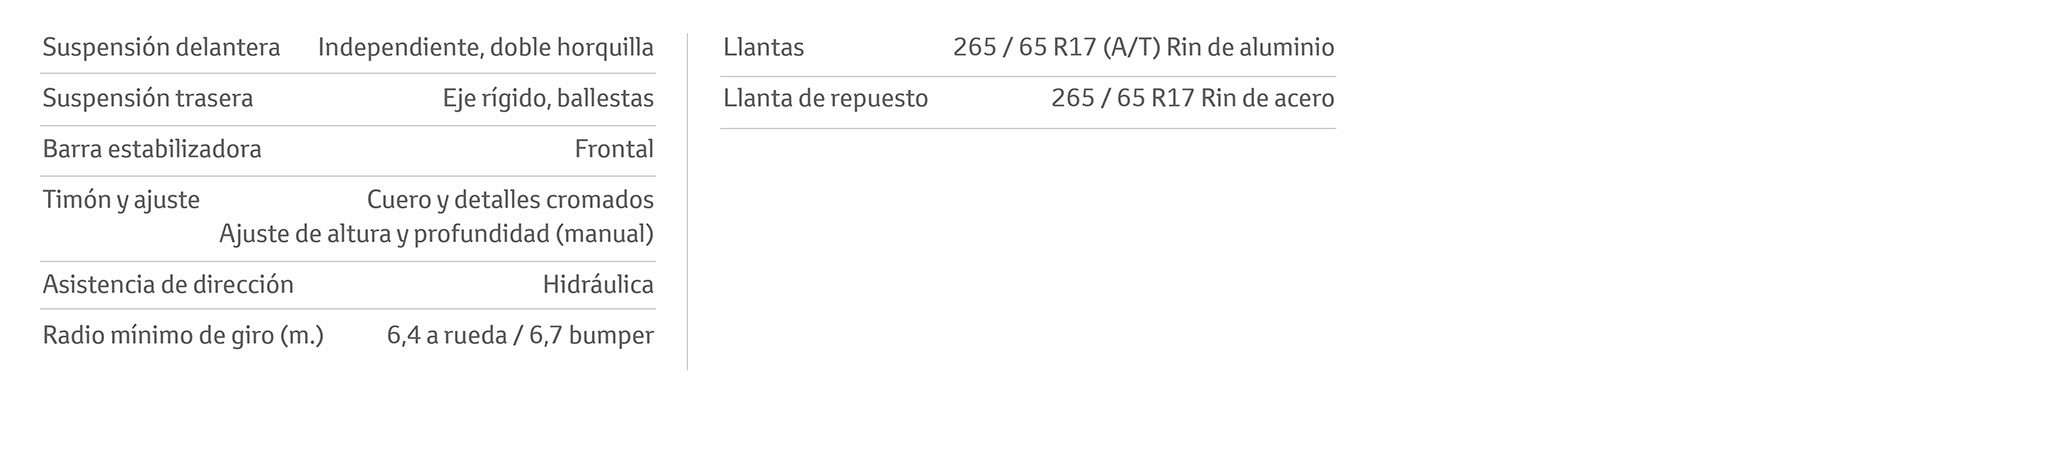 Suspensión delantera Independiente, doble horquilla
Suspensión trasera Eje rígido, ballestas
Barra estabilizadora Frontal
Timón y ajuste Cuero y detalles cromados
Ajuste de altura y profundidad (manual)
Asistencia de dirección Hidráulica
Radio mínimo de giro (m.) 6,4 a rueda / 6,7 bumper
Llantas 265 / 65 R17 (A/T) Rin de aluminio
Llanta de repuesto 265 / 65 R17 Rin de acero